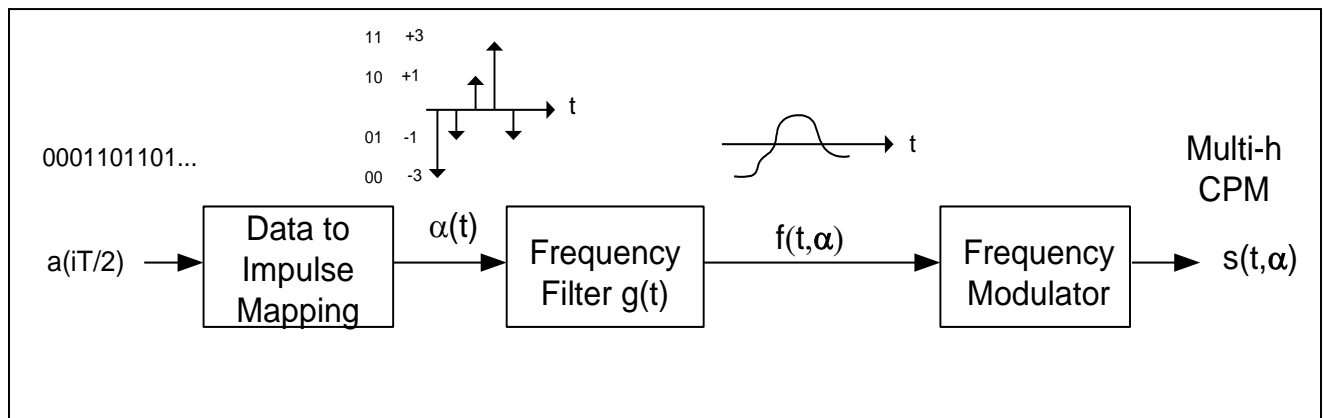 11 +3
10 +1
t
01 -1
00 -3
0001101101...
t
Multi-h
CPM
a(iT/2)
Data to
Impulse
Mapping
α(t)
Frequency
Filter g(t)
f(t,α)
Frequency
Modulator
s(t,α)